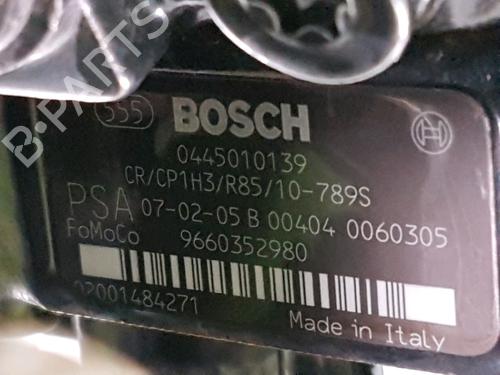 B-PARTS
555 BOSCH
0445010139
CR/CP1H3/R85/10-789S
PSA 07-02-05 B 00404 0060305
FoMoCo 9660352980
02001484271
Made in Italy